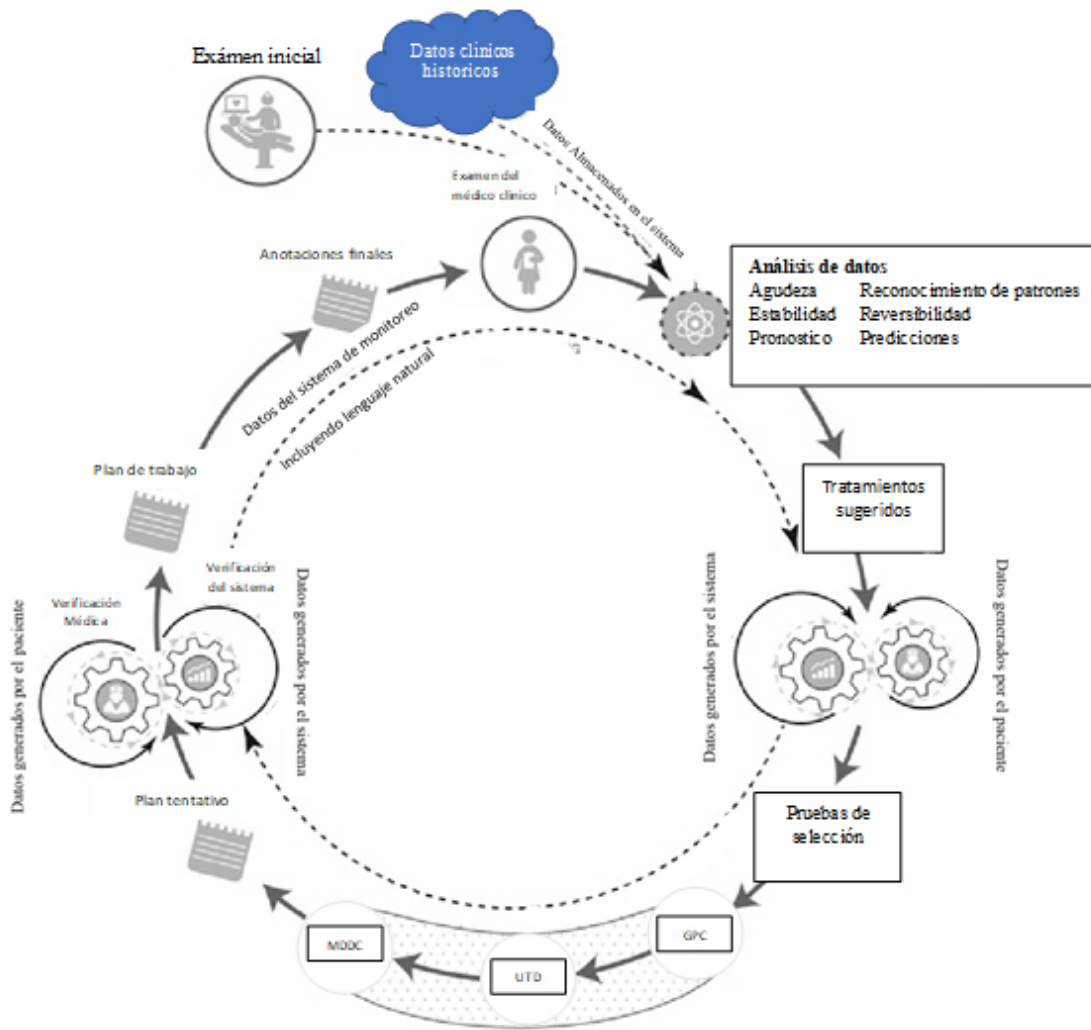 Exámen inicial
Datos clínicos
historicos
Datos Almacenados en el sistema
Examen del
médico clínico
Anotaciones finales
Análisis de datos
Agudeza Reconocimiento de patrones
Estabilidad Reversibilidad
Pronostico Predicciones
Datos del sistema de monitoreo
Incluyendo lenguaje natural
Plan de trabajo
Tratamientos
sugeridos
Verificación
del sistema
Verificación
Médica
Datos generados por el paciente
Datos generados por el sistema
Datos generados por el sistema
Datos generados por el paciente
Plan tentativo
Pruebas de
selección
MDDC
UTD
GPC